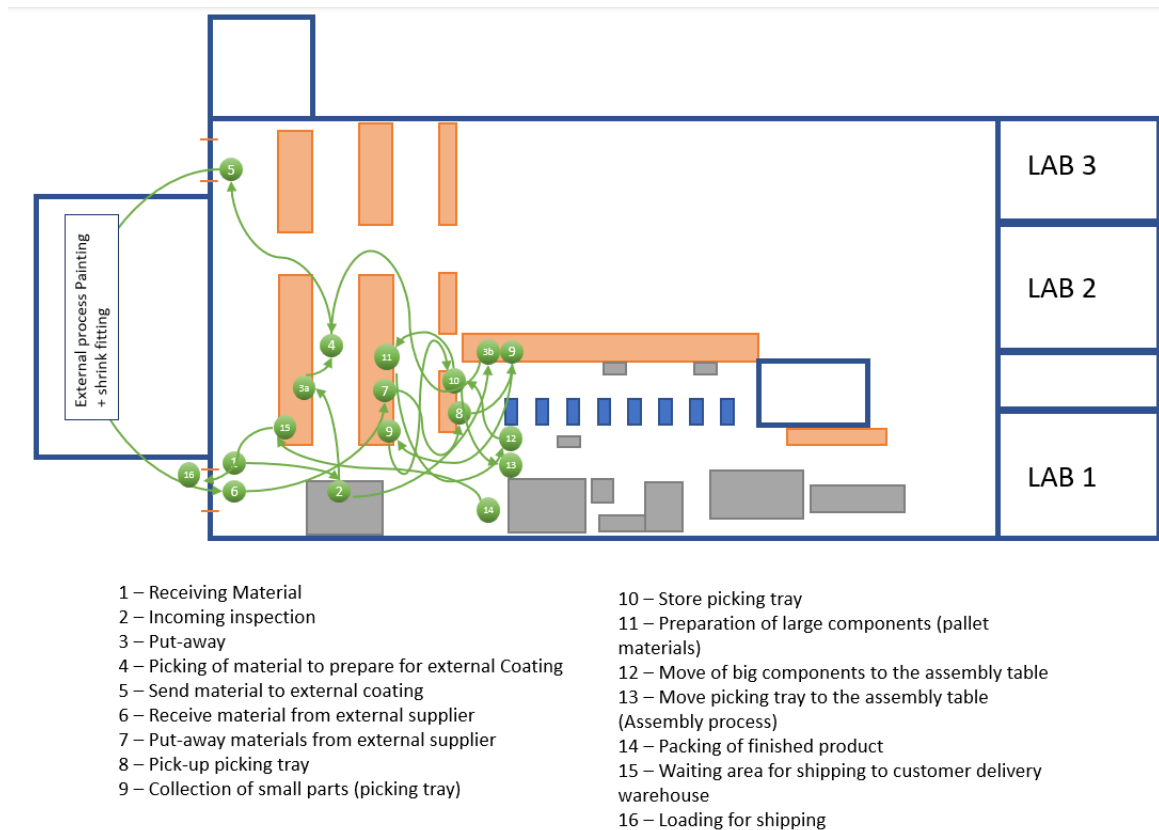 LAB 3
5
External process Painting
+ shrink fitting
LAB 2
4
11
3b
9
3a
7
10
8
15
9
12
1
13
16
6
2
14
LAB 1
1 – Receiving Material
2 – Incoming inspection
3 – Put-away
4 – Picking of material to prepare for external Coating
5 – Send material to external coating
6 – Receive material from external supplier
7 – Put-away materials from external supplier
8 – Pick-up picking tray
9 – Collection of small parts (picking tray)
10 – Store picking tray
11 – Preparation of large components (pallet
materials)
12 – Move of big components to the assembly table
13 – Move picking tray to the assembly table
(Assembly process)
14 – Packing of finished product
15 – Waiting area for shipping to customer delivery
warehouse
16 – Loading for shipping